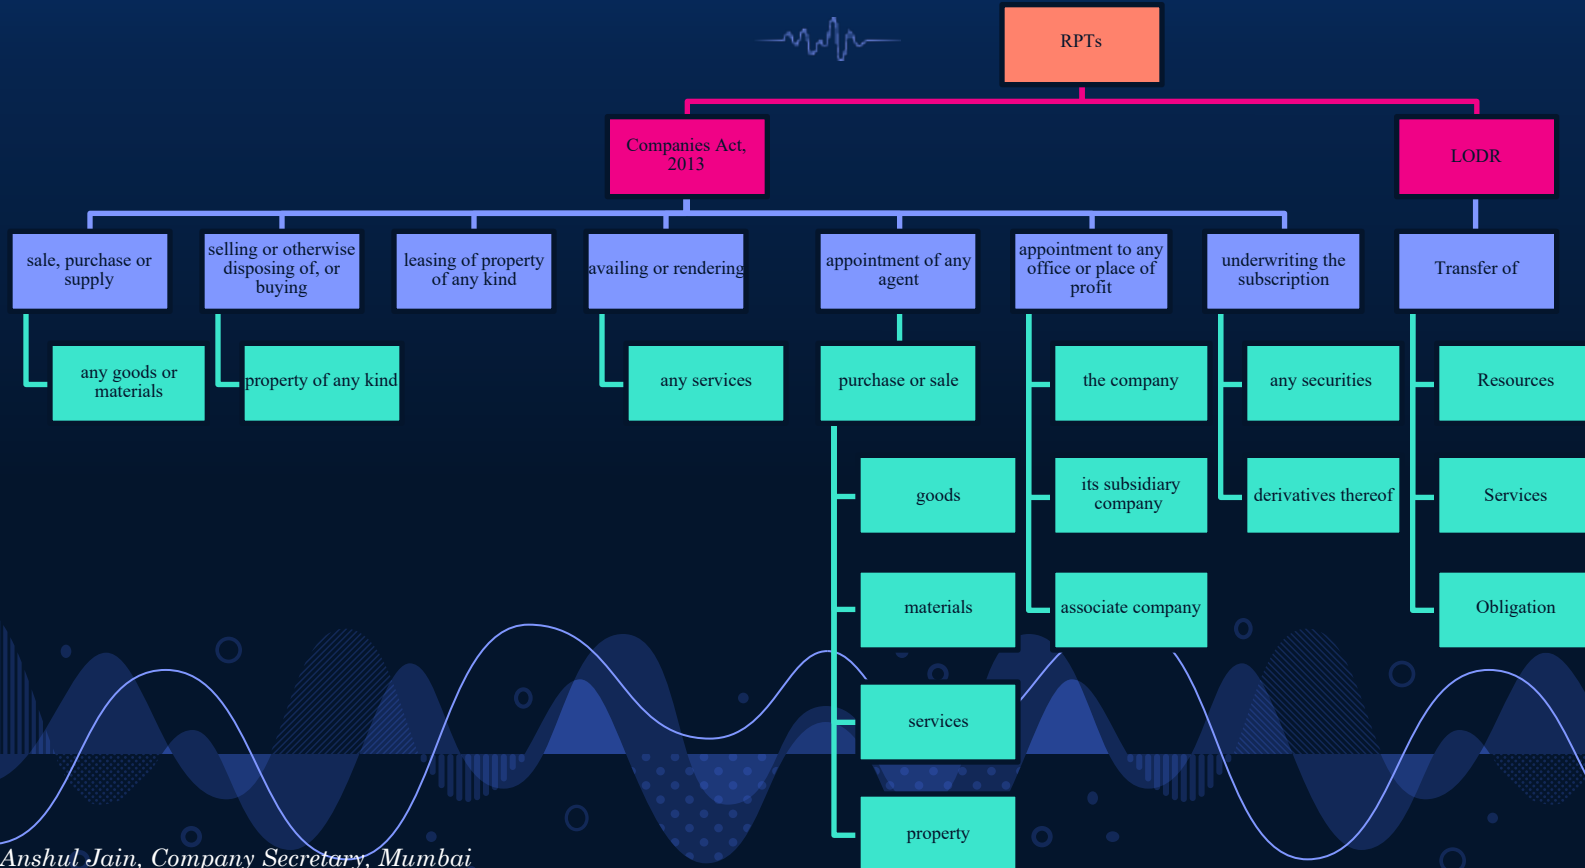 RPTs
Companies Act,
2013
LODR
sale, purchase or
supply
selling or otherwise
disposing of, or
buying
leasing of property
of any kind
availing or rendering
appointment of any
agent
appointment to any
office or place of
profit
underwriting the
subscription
Transfer of
any goods or
materials
property of any kind
any services
purchase or sale
the company
any securities
Resources
goods
its subsidiary
company
derivatives thereof
Services
materials
associate company
Obligation
services
property
Anshul Jain, Company Secretary, Mumbai